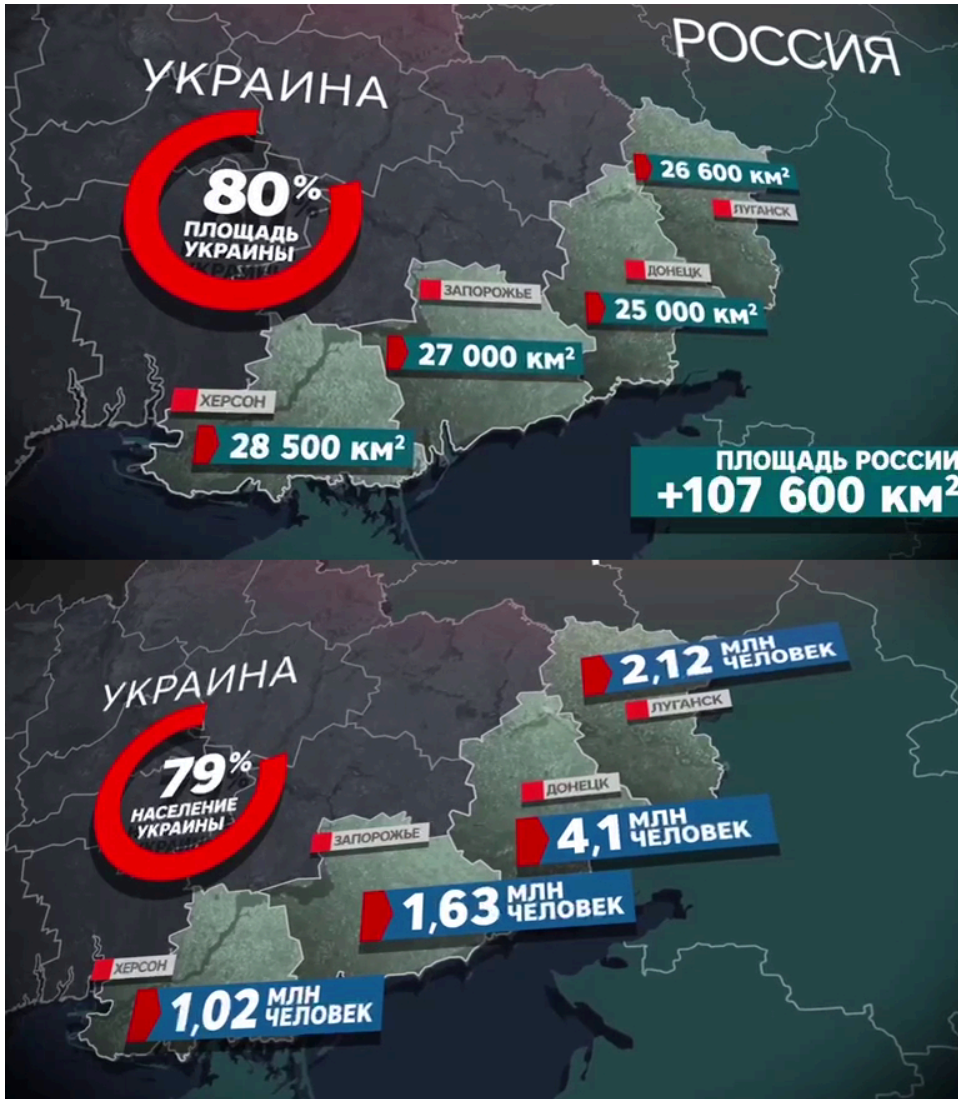 УКРАИНА
РОССИЯ
80%
ПЛОЩАДЬ
УКРАИНЫ
26 600 км²
ЛУГАНСК
ДОНЕЦК
25 000 км²
ЗАПОРОЖЬЕ
27 000 км²
ХЕРСОН
28 500 км²
ПЛОЩАДЬ РОССИИ
+107 600 км²
УКРАИНА
79%
НАСЕЛЕНИЕ
УКРАИНЫ
2,12 МЛН
ЧЕЛОВЕК
ЛУГАНСК
ДОНЕЦК
4,1 МЛН
ЧЕЛОВЕК
ЗАПОРОЖЬЕ
1,63 МЛН
ЧЕЛОВЕК
ХЕРСОН
1,02 МЛН
ЧЕЛОВЕК